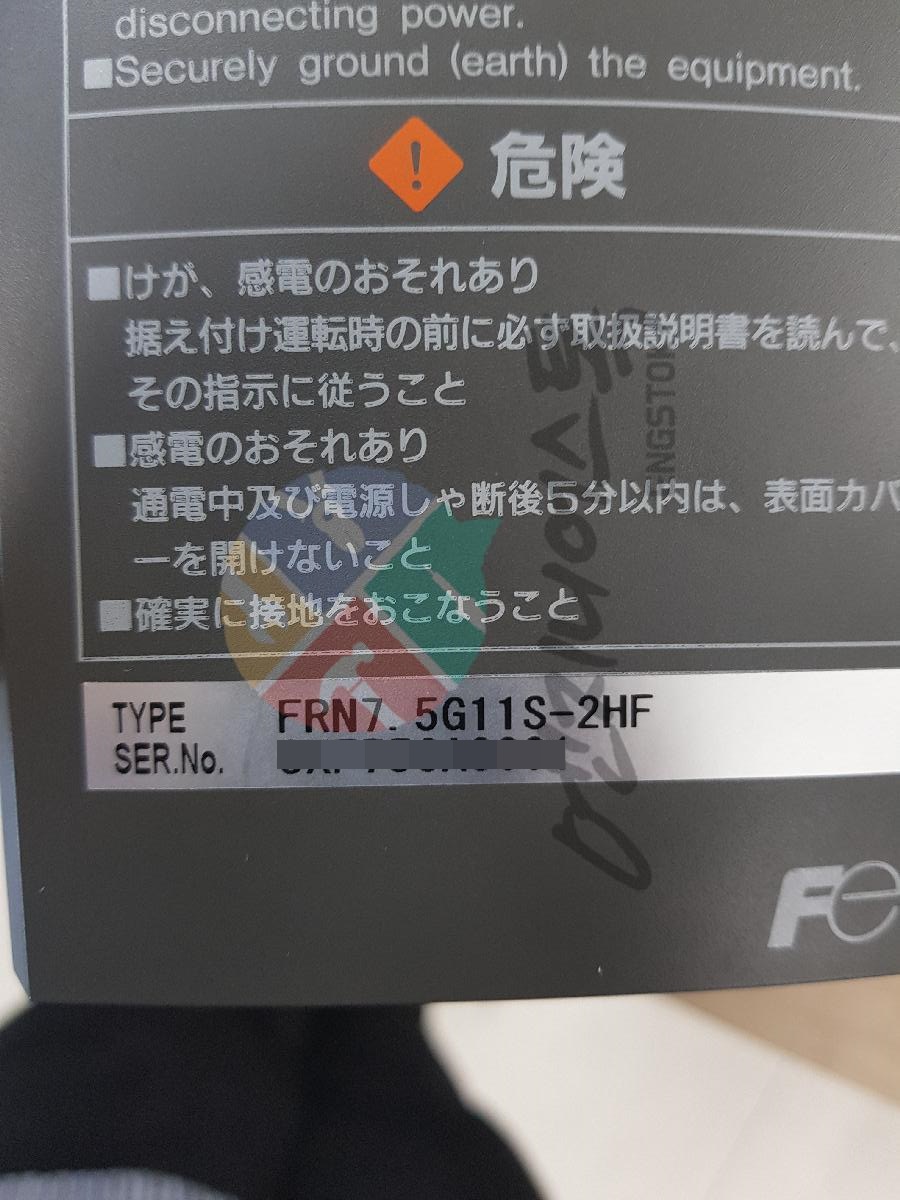 disconnecting power.
■Securely ground (earth) the equipment.
危険
■けが、感電のおそれあり
据え付け運転時の前に必ず取扱説明書を読んで、
その指示に従うこと
■感電のおそれあり
通電中及び電源しゃ断後5分以内は、表面カバ
ーを開けないこと
■確実に接地をおこなうこと
TYPE FRN7.5G11S-2HF
SER.No.
Fe